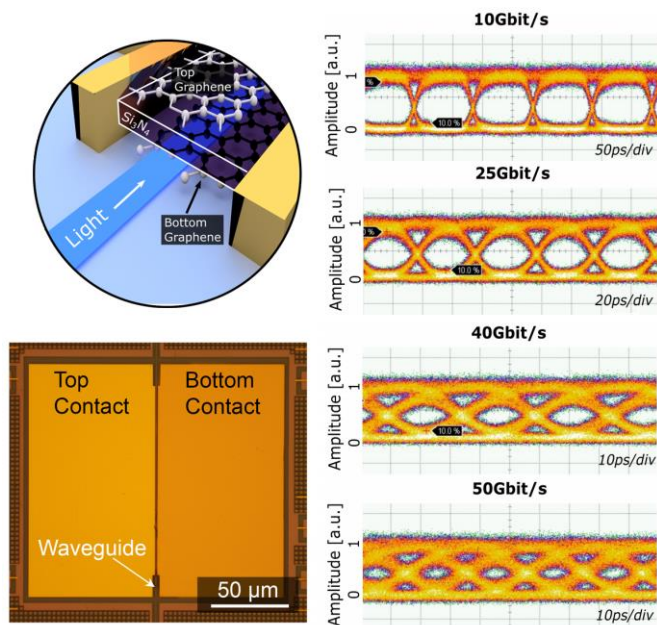 Top
Graphene
Si₃N₄
Light
Bottom
Graphene
Top
Contact
Bottom
Contact
Waveguide
50 µm
10Gbit/s
Amplitude [a.u.]
1
0
%
10.0 %
50ps/div
25Gbit/s
Amplitude [a.u.]
1
0
0 %
10.0 %
20ps/div
40Gbit/s
Amplitude [a.u.]
1
0
10.0 %
10ps/div
50Gbit/s
Amplitude [a.u.]
1
0
10ps/div